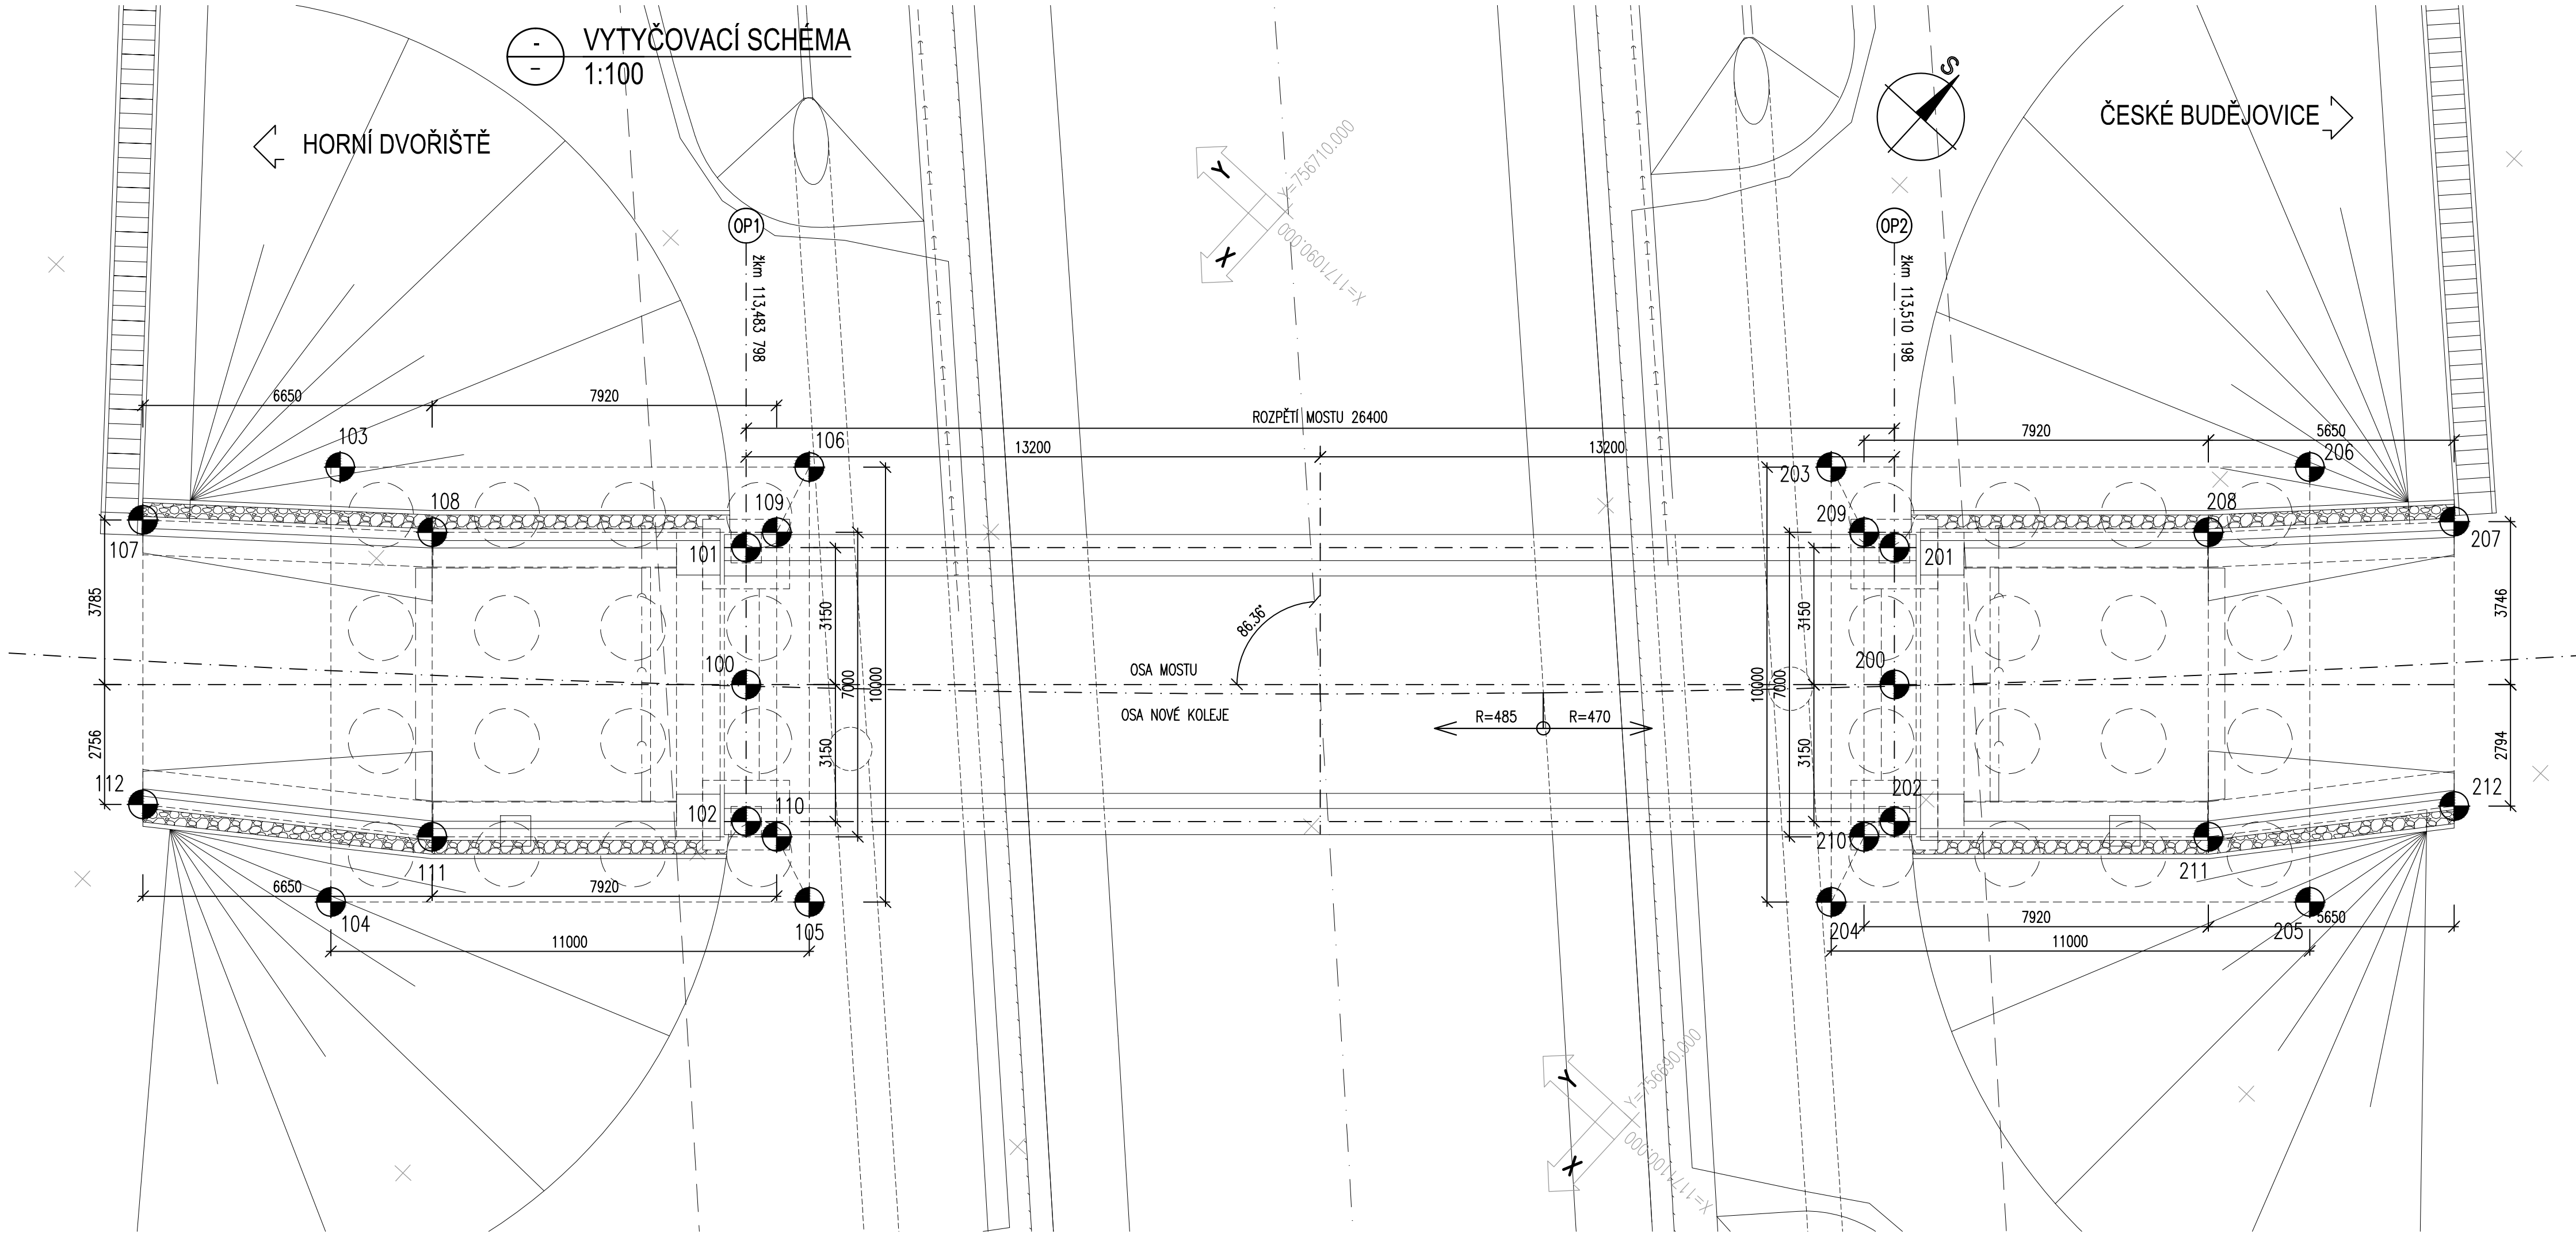 -
VYTYČOVACÍ SCHÉMA
–
1:100
S
HORNÍ DVOŘIŠTĚ
ČESKÉ BUDĚJOVICE
Y
Y=756710.000
X
X=1171090.000
OP1
žkm 113,483 798
OP2
žkm 113,510 198
6650
7920
ROZPĚTÍ MOSTU 26400
13200
13200
7920
5650
103
106
203
206
108
109
209
208
107
101
201
207
3785
3150
86.36°
3150
3746
100
7000
10000
OSA MOSTU
10000
7000
200
OSA NOVÉ KOLEJE
R=485
R=470
2756
3150
3150
2794
112
102
110
202
212
210
111
211
6650
7920
104
105
204
7920
205
5650
11000
11000
Y
Y=756690.000
X
X=1171100.000